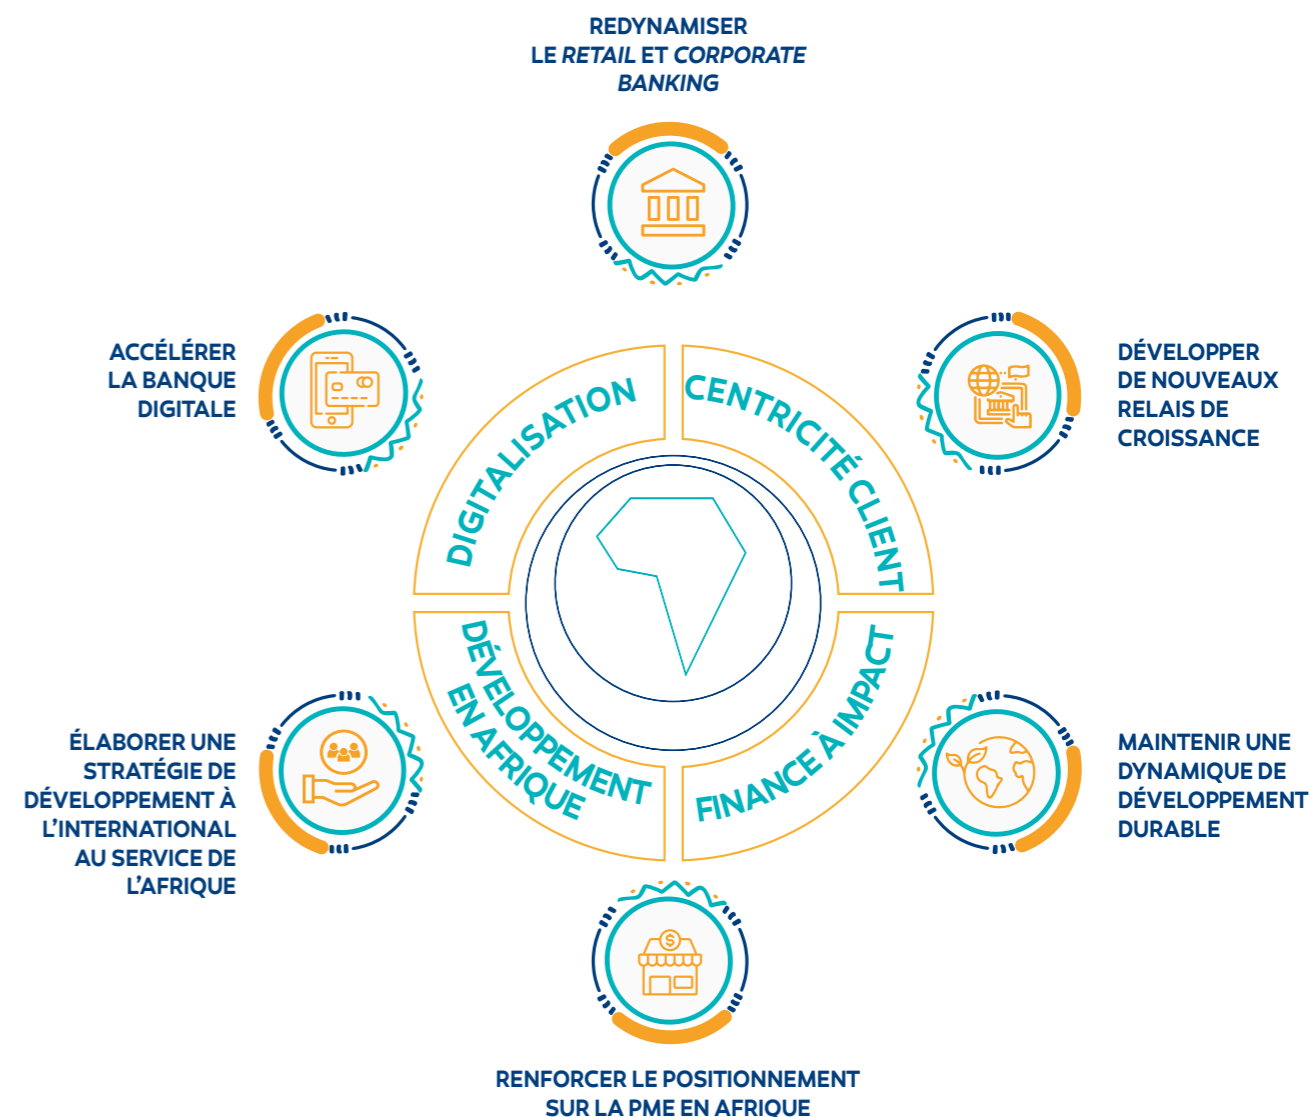 REDYNAMISER
LE RETAIL ET CORPORATE
BANKING
ACCÉLÉRER
LA BANQUE
DIGITALE
DÉVELOPPER
DE NOUVEAUX
RELAIS DE
CROISSANCE
DIGITALISATION
CENTRICITÉ CLIENT
DÉVELOPPEMENT
EN AFRIQUE
FINANCE À IMPACT
ÉLABORER UNE
STRATÉGIE DE
DÉVELOPPEMENT À
L’INTERNATIONAL
AU SERVICE DE
L’AFRIQUE
MAINTENIR UNE
DYNAMIQUE DE
DÉVELOPPEMENT
DURABLE
$
RENFORCER LE POSITIONNEMENT
SUR LA PME EN AFRIQUE